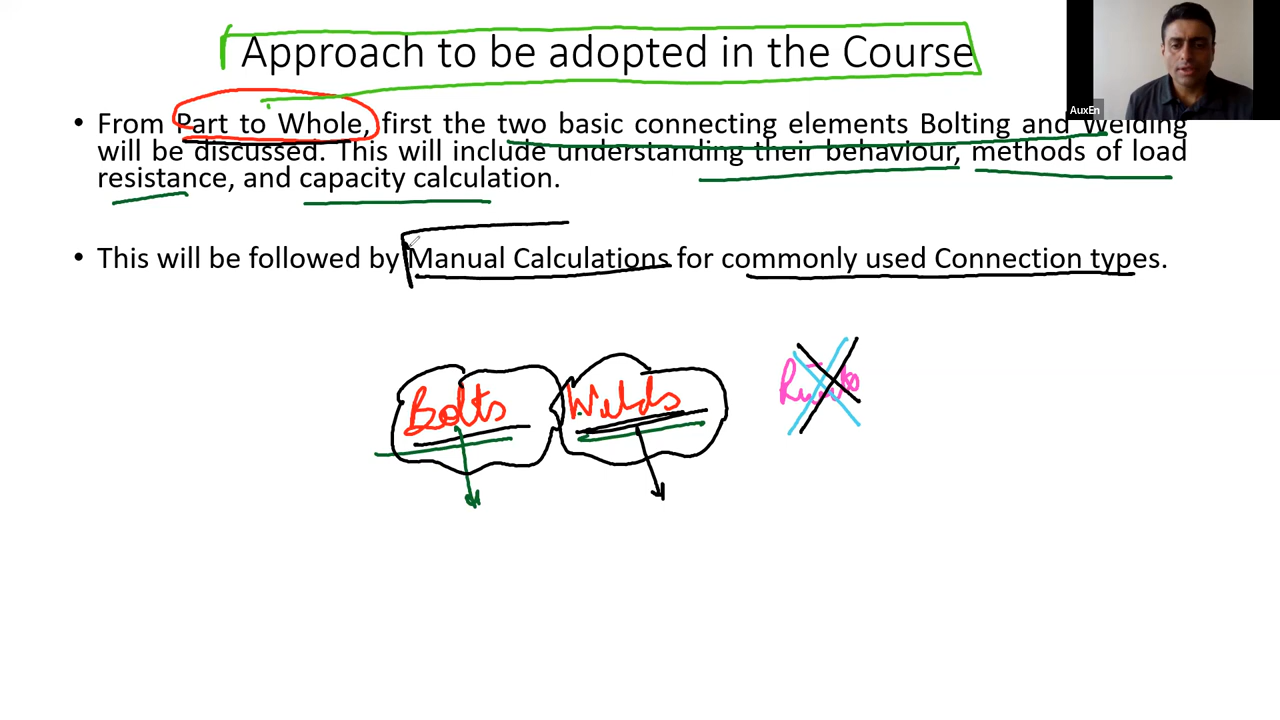 Approach to be adopted in the Course
AuxEn
• From Part to Whole, first the two basic connecting elements Bolting and Welding
will be discussed. This will include understanding their behaviour, methods of load
resistance, and capacity calculation.
• This will be followed by Manual Calculations for commonly used Connection types.
Bolts Welds